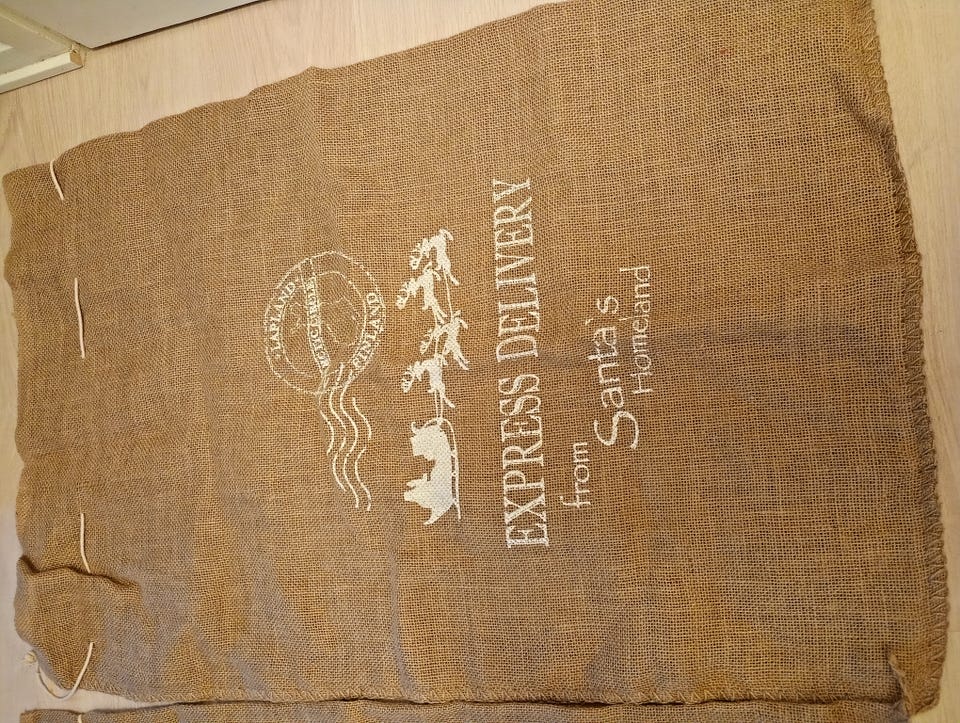 LAPLAND
FINLAND
EXPRESS DELIVERY
from
Santa's
Homeland